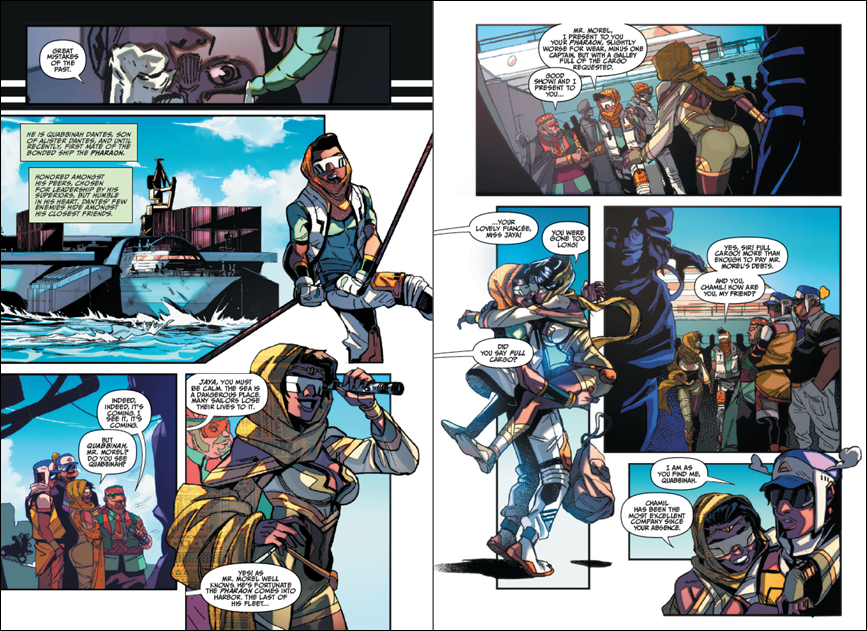 GREAT
MISTAKES
OF THE
PAST.
HE IS QUABBINAH DANTES, SON
OF ALISTER DANTES, AND UNTIL
RECENTLY, FIRST MATE OF THE
BONDED SHIP THE PHARAON.
HONORED AMONGST
HIS PEERS, CHOSEN
FOR LEADERSHIP BY HIS
SUPERIORS, BUT HUMBLE
IN HIS HEART, DANTES' FEW
ENEMIES HIDE AMONGST
HIS CLOSEST FRIENDS.
INDEED,
INDEED, IT'S
COMING. I
SEE IT, IT'S
COMING.
BUT
QUABBINAH,
MR. MOREL?
DO YOU SEE
QUABBINAH?
JAYA, YOU MUST
BE CALM. THE SEA IS
A DANGEROUS PLACE.
MANY SAILORS LOSE
THEIR LIVES TO IT.
YES! AS
MR. MOREL WELL
KNOWS. HE'S FORTUNATE
THE PHARAON COMES INTO
HARBOR. THE LAST OF
HIS FLEET...
MR. MOREL,
I PRESENT TO YOU
YOUR PHARAON, SLIGHTLY
WORSE FOR WEAR, MINUS ONE
CAPTAIN, BUT WITH A GALLEY
FULL OF THE CARGO
REQUESTED.
GOOD
SHOW! AND I
PRESENT TO
YOU...
...YOUR
LOVELY FIANCÉE,
MISS JAYA!
YOU WERE
GONE TOO
LONG!
DID
YOU SAY FULL
CARGO?
YES, SIR! FULL
CARGO! MORE THAN
ENOUGH TO PAY MR.
MOREL'S DEBTS.
AND YOU,
CHAMIL! HOW ARE
YOU, MY FRIEND?
I AM AS
YOU FIND ME,
QUABBINAH.
CHAMIL
HAS BEEN THE
MOST EXCELLENT
COMPANY SINCE
YOUR ABSENCE.